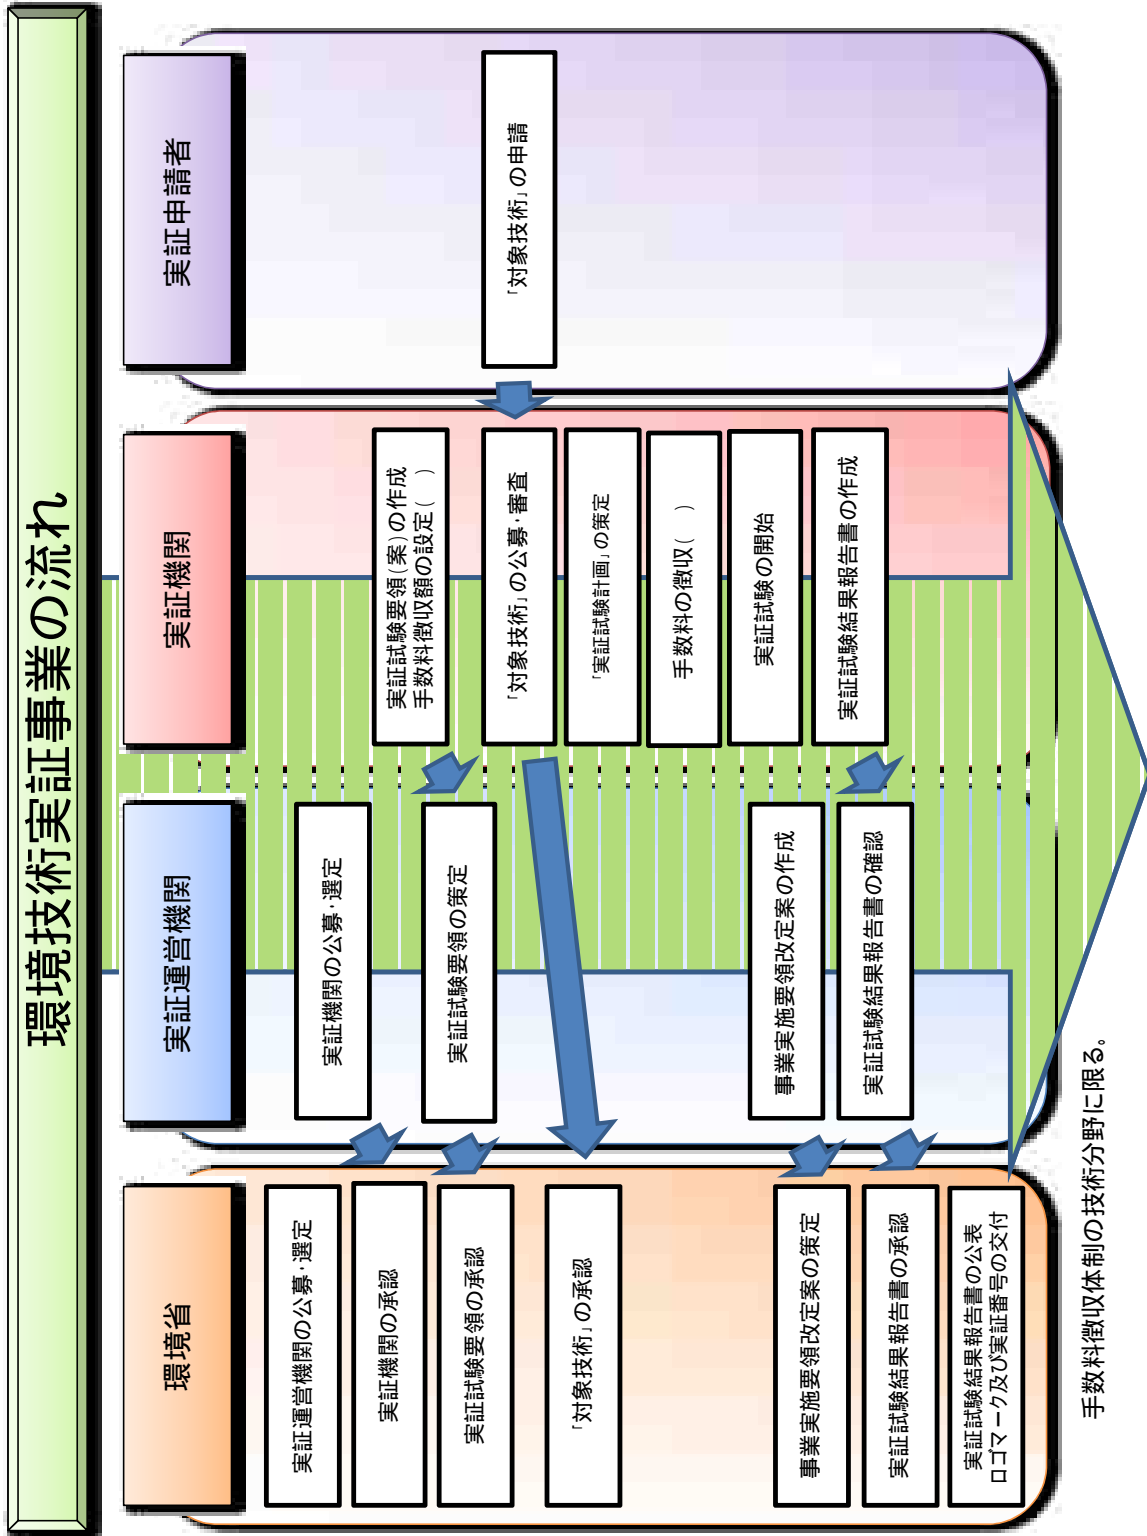 環境技術実証事業の流れ
環境省
実証運営機関
実証機関
実証申請者
実証運営機関の公募・選定
実証機関の公募・選定
実証機関の承認
実証試験要領(案)の作成
手数料徴収額の設定(　)
実証試験要領の策定
実証試験要領の承認
「対象技術」の申請
「対象技術」の公募・審査
「対象技術」の承認
「実証試験計画」の策定
手数料の徴収(　)
実証試験の開始
事業実施要領改定案の作成
事業実施要領改定案の策定
実証試験結果報告書の作成
実証試験結果報告書の確認
実証試験結果報告書の承認
実証試験結果報告書の公表
ロゴマーク及び実証番号の交付
手数料徴収体制の技術分野に限る。